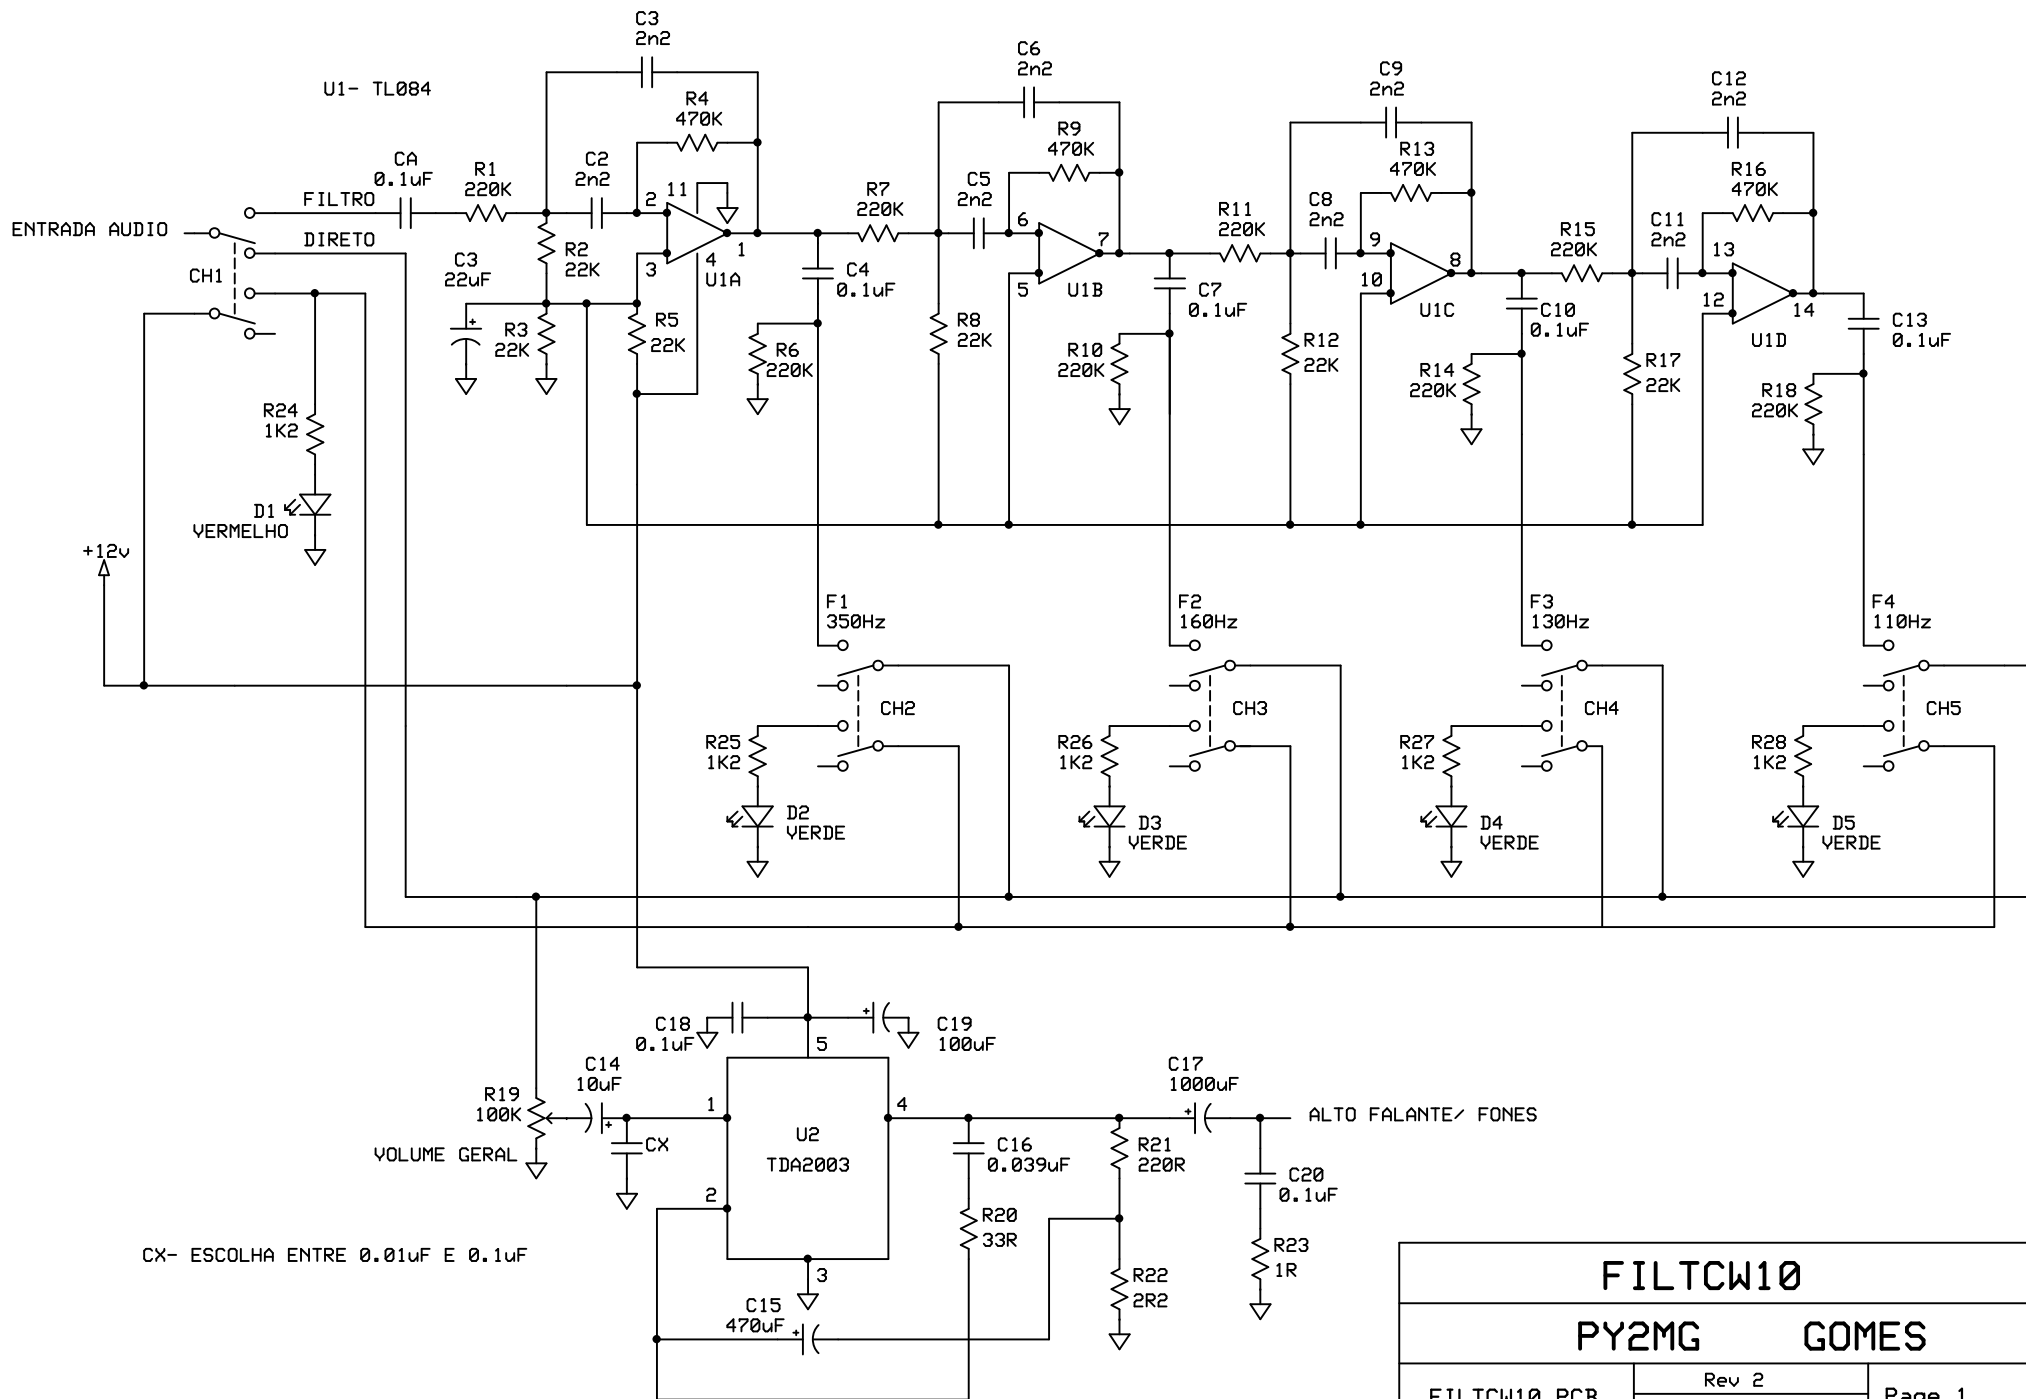 C3
2n2
C6
2n2
C9
2n2
C12
2n2
U1- TL084
R4
470K
R9
470K
R13
470K
R16
470K
CA
0.1uF
R1
220K
C2
2n2
2
11
3
4
1
U1A
FILTRO
ENTRADA AUDIO
DIRETO
CH1
C3
22uF
+
R2
22K
R3
22K
R5
22K
C4
0.1uF
R6
220K
R7
220K
C5
2n2
6
5
7
U1B
R8
22K
C7
0.1uF
R10
220K
R11
220K
C8
2n2
9
10
8
U1C
R12
22K
C10
0.1uF
R14
220K
R15
220K
C11
2n2
13
12
14
U1D
R17
22K
C13
0.1uF
R18
220K
R24
1K2
D1
VERMELHO
+12v
F1
350Hz
F2
160Hz
F3
130Hz
F4
110Hz
CH2
CH3
CH4
CH5
R25
1K2
R26
1K2
R27
1K2
R28
1K2
D2
VERDE
D3
VERDE
D4
VERDE
D5
VERDE
C18
0.1uF
+
C19
100uF
5
C14
10uF
+
R19
100K
VOLUME GERAL
CX
1
2
U2
TDA2003
4
3
C17
1000uF
+
ALTO FALANTE/ FONES
C16
0.039uF
R21
220R
C20
0.1uF
R20
33R
R22
2R2
R23
1R
CX- ESCOLHA ENTRE 0.01uF E 0.1uF
C15
470uF
+
FILTCW10
PY2MG GOMES
FILTCW10.PCB
Rev 2
Page 1